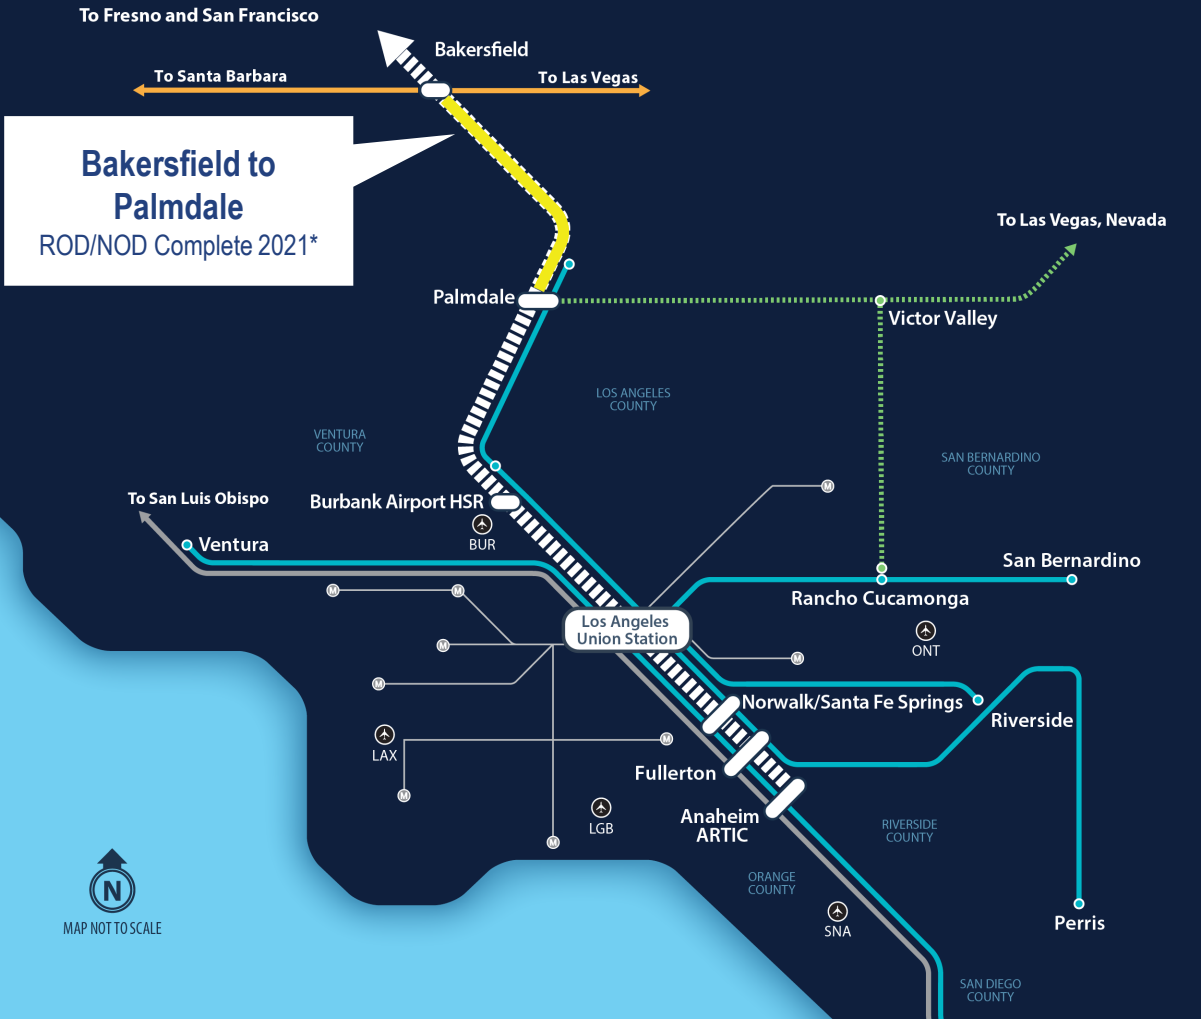 To Fresno and San Francisco
Bakersfield
To Santa Barbara
To Las Vegas
Bakersfield to
Palmdale
ROD/NOD Complete 2021*
To Las Vegas, Nevada
Palmdale
Victor Valley
LOS ANGELES
COUNTY
VENTURA
COUNTY
SAN BERNARDINO
COUNTY
To San Luis Obispo
Burbank Airport HSR
M
BUR
Ventura
San Bernardino
M
M
Rancho Cucamonga
Los Angeles
Union Station
M
ONT
M
M
Norwalk/Santa Fe Springs
Riverside
M
LAX
Fullerton
M
LGB
Anaheim
ARTIC
RIVERSIDE
COUNTY
M
ORANGE
COUNTY
N
MAP NOT TO SCALE
SNA
Perris
SAN DIEGO
COUNTY